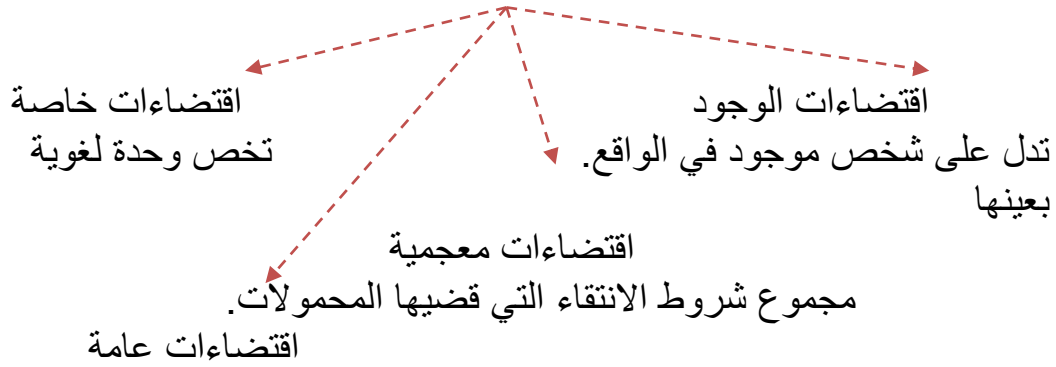 اقتضاءات الوجود اقتضاءات خاصة
تدل على شخص موجود في الواقع. تخص وحدة لغوية
بعينها
اقتضاءات معجمية
مجموع شروط الانتقاء التي قضيها المحمولات.
اقتضاءات عامة